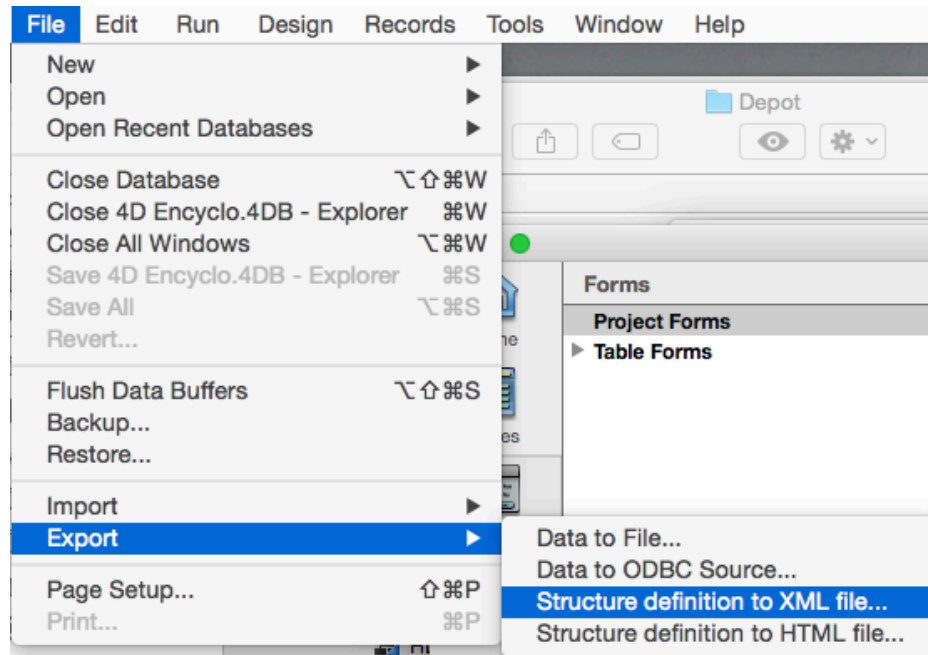 File Edit Run Design Records Tools Window Help
New
Open
Open Recent Databases
Close Database ⌥⇧⌘W
Close 4D Encyclo.4DB - Explorer ⌘W
Close All Windows ⌥⌘W
Save 4D Encyclo.4DB - Explorer ⌘S
Save All ⌥⌘S
Revert...
Flush Data Buffers ⌥⇧⌘S
Backup...
Restore...
Import
Export
Page Setup... ⇧⌘P
Print... ⌘P
Depot
Forms
Project Forms
Table Forms
Data to File...
Data to ODBC Source...
Structure definition to XML file...
Structure definition to HTML file...